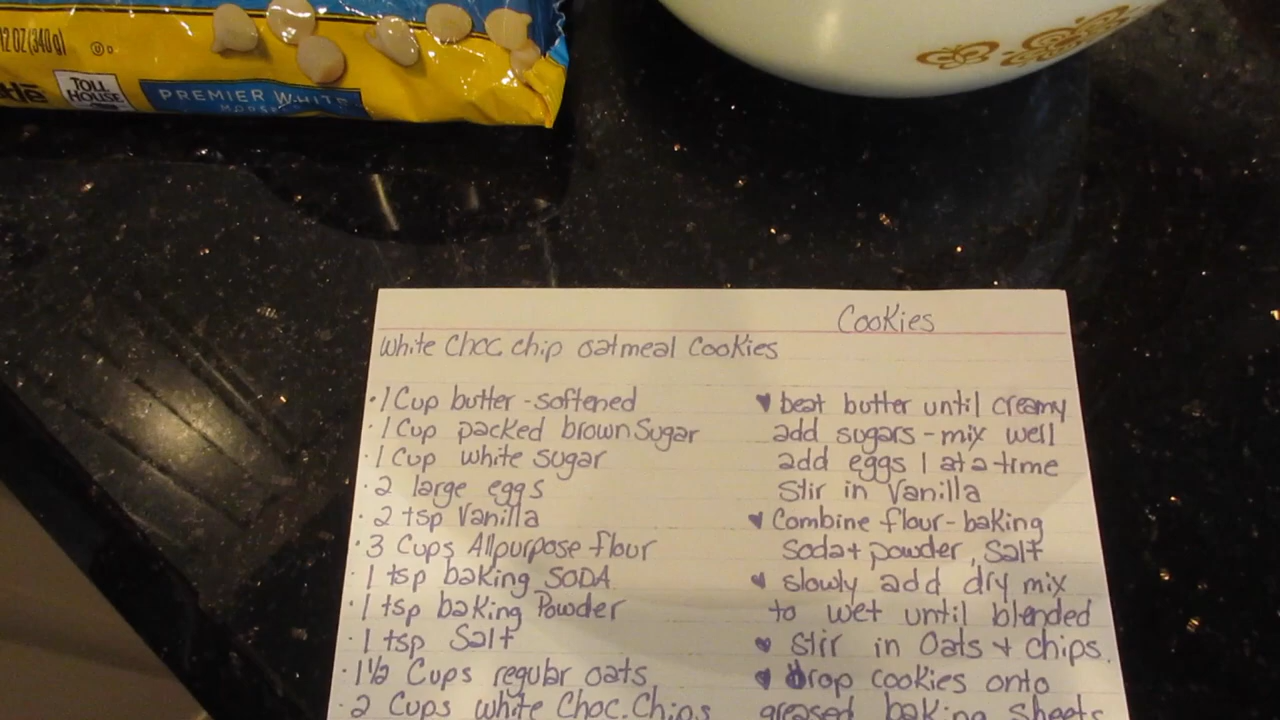 12 OZ (340g)
TOLL
HOUSE
PREMIER WHITE
MORSELS
Cookies
White Choc. chip oatmeal Cookies
· 1 Cup butter - softened
· 1 Cup packed brown Sugar
· 1 Cup white sugar
· 2 large eggs
· 2 tsp Vanilla
· 3 Cups Allpurpose flour
· 1 tsp baking SODA
· 1 tsp baking Powder
· 1 tsp Salt
· 1½ Cups regular oats
· 2 Cups white Choc. Chips
♥ beat butter until creamy
add sugars - mix well
add eggs 1 at a time
Stir in Vanilla
♥ Combine flour - baking
Soda + powder, Salt
♥ slowly add dry mix
to wet until blended
♥ stir in Oats + chips.
♥ drop cookies onto
greased baking sheets